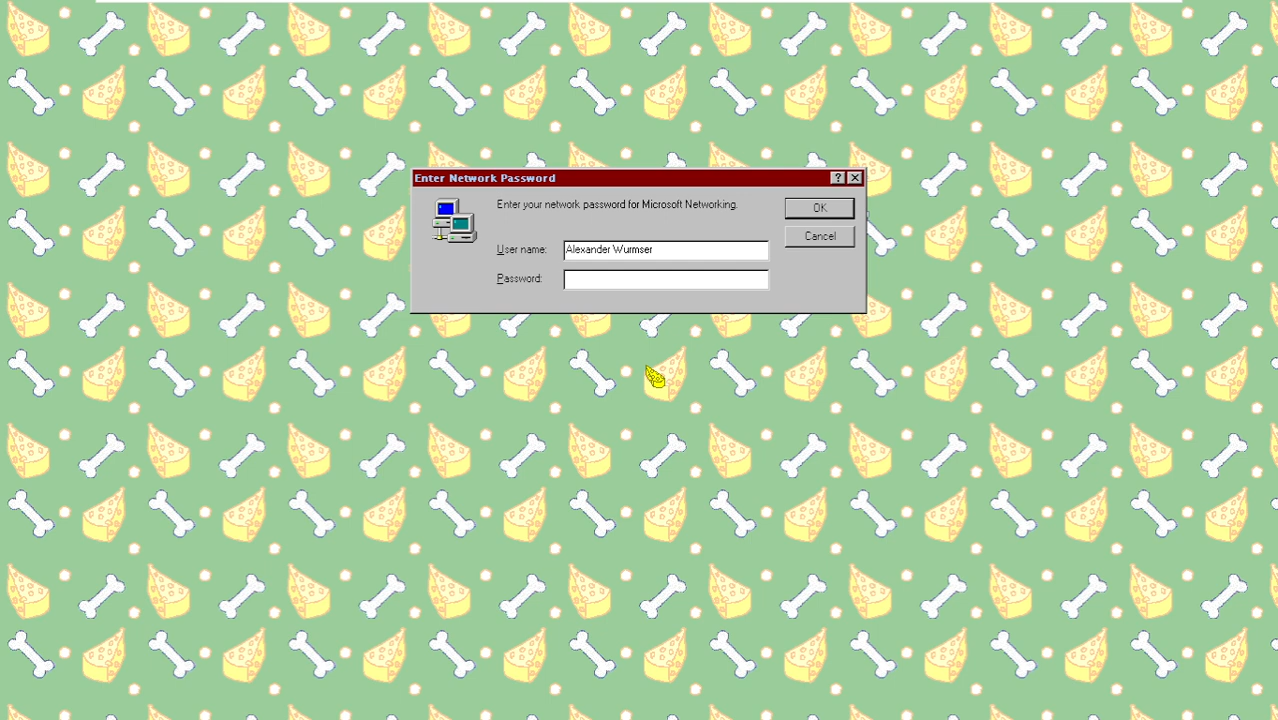 Enter Network Password
Enter your network password for Microsoft Networking.
OK
Cancel
User name: Alexander Wurmser
Password: